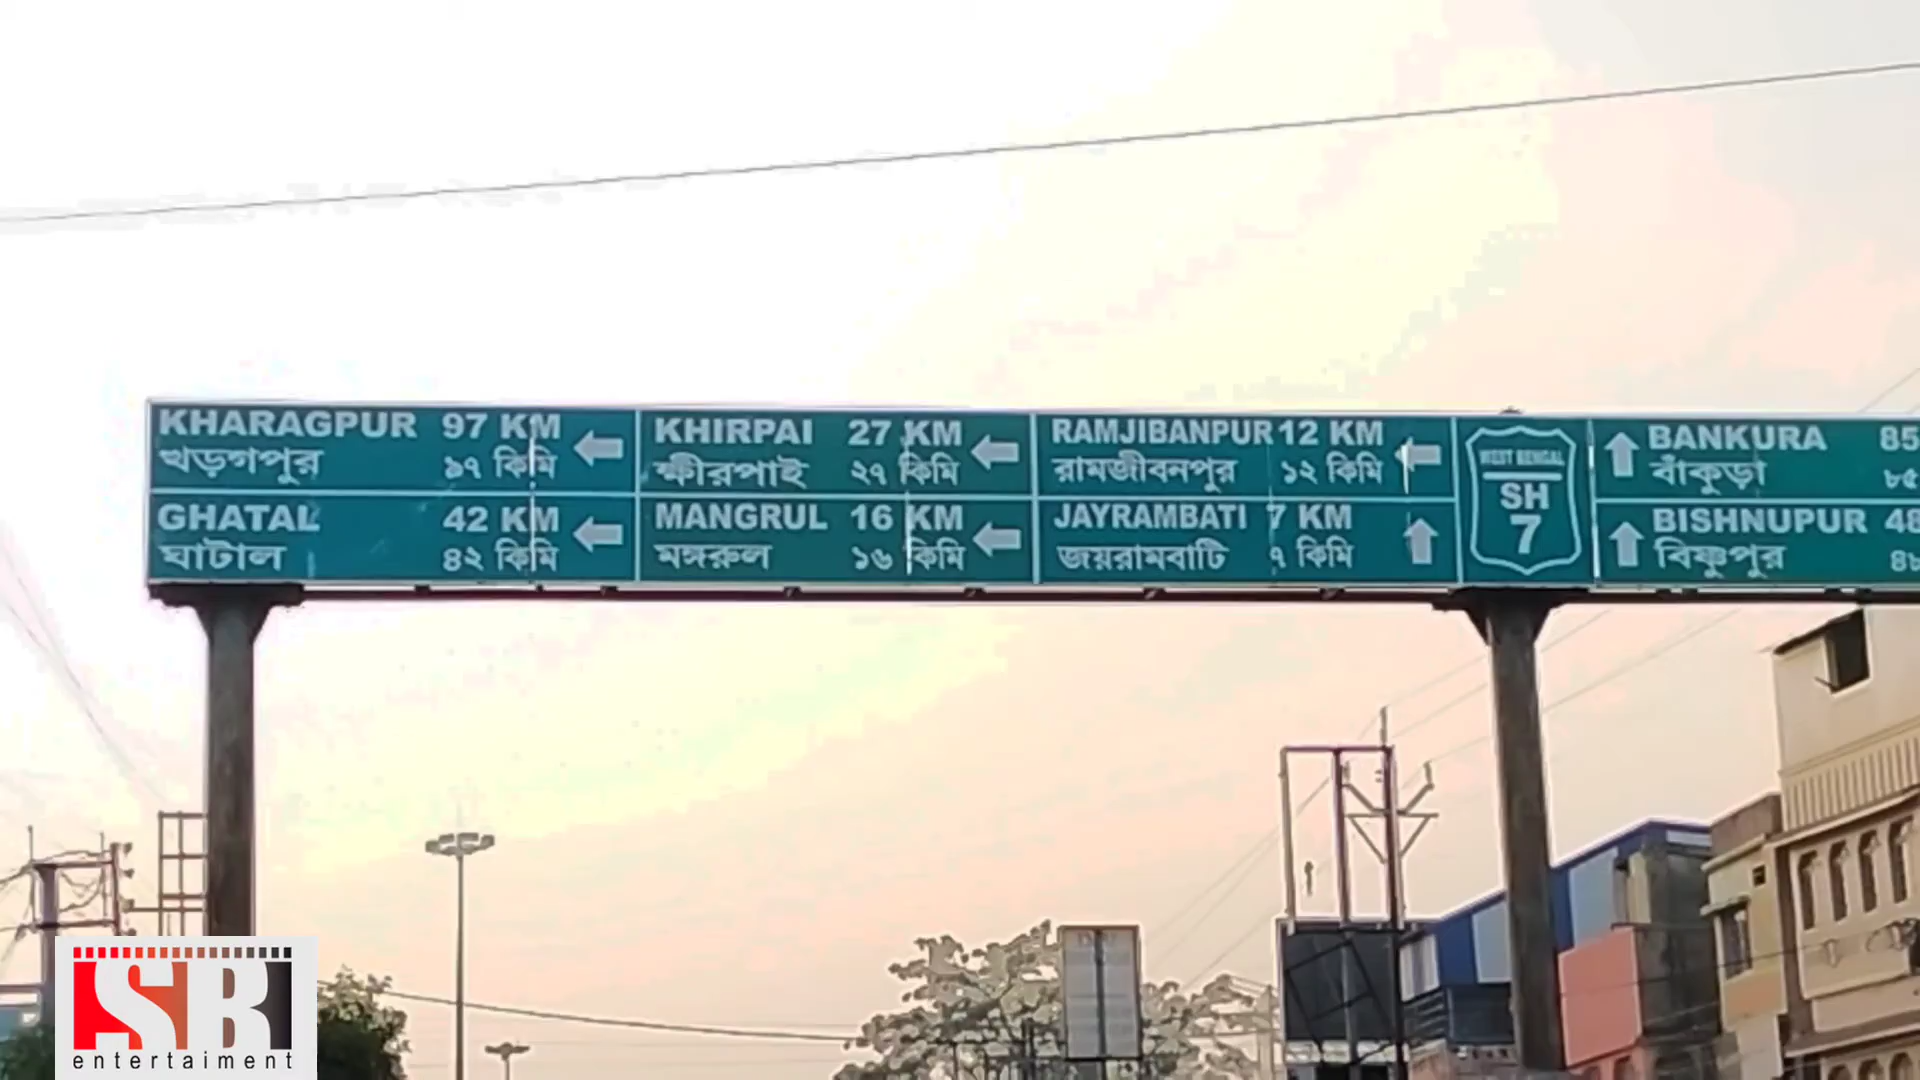 KHARAGPUR 97 KM
খড়গপুর ৯৭ কিমি
GHATAL 42 KM
ঘাটাল ৪২ কিমি
KHIRPAI 27 KM
ক্ষীরপাই ২৭ কিমি
MANGRUL 16 KM
মঙ্গরুল ১৬ কিমি
RAMJIBANPUR 12 KM
রামজীবনপুর ১২ কিমি
JAYRAMBATI 7 KM
জয়রামবাটি ৭ কিমি
WEST BENGAL
SH
7
BANKURA 85
বাঁকুড়া ৮৫
BISHNUPUR 48
বিষ্ণুপুর ৪৮
SB
entertaiment